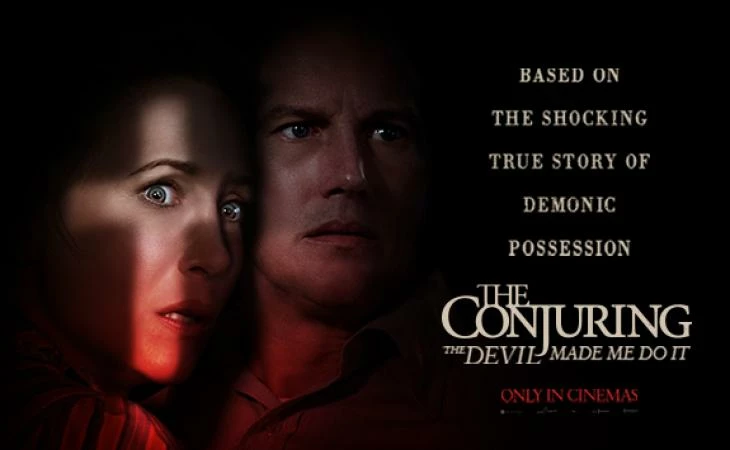 BASED ON
THE SHOCKING
TRUE STORY OF
DEMONIC
POSSESSION
THE
CONJURING
THE DEVIL MADE ME DO IT
ONLY IN CINEMAS